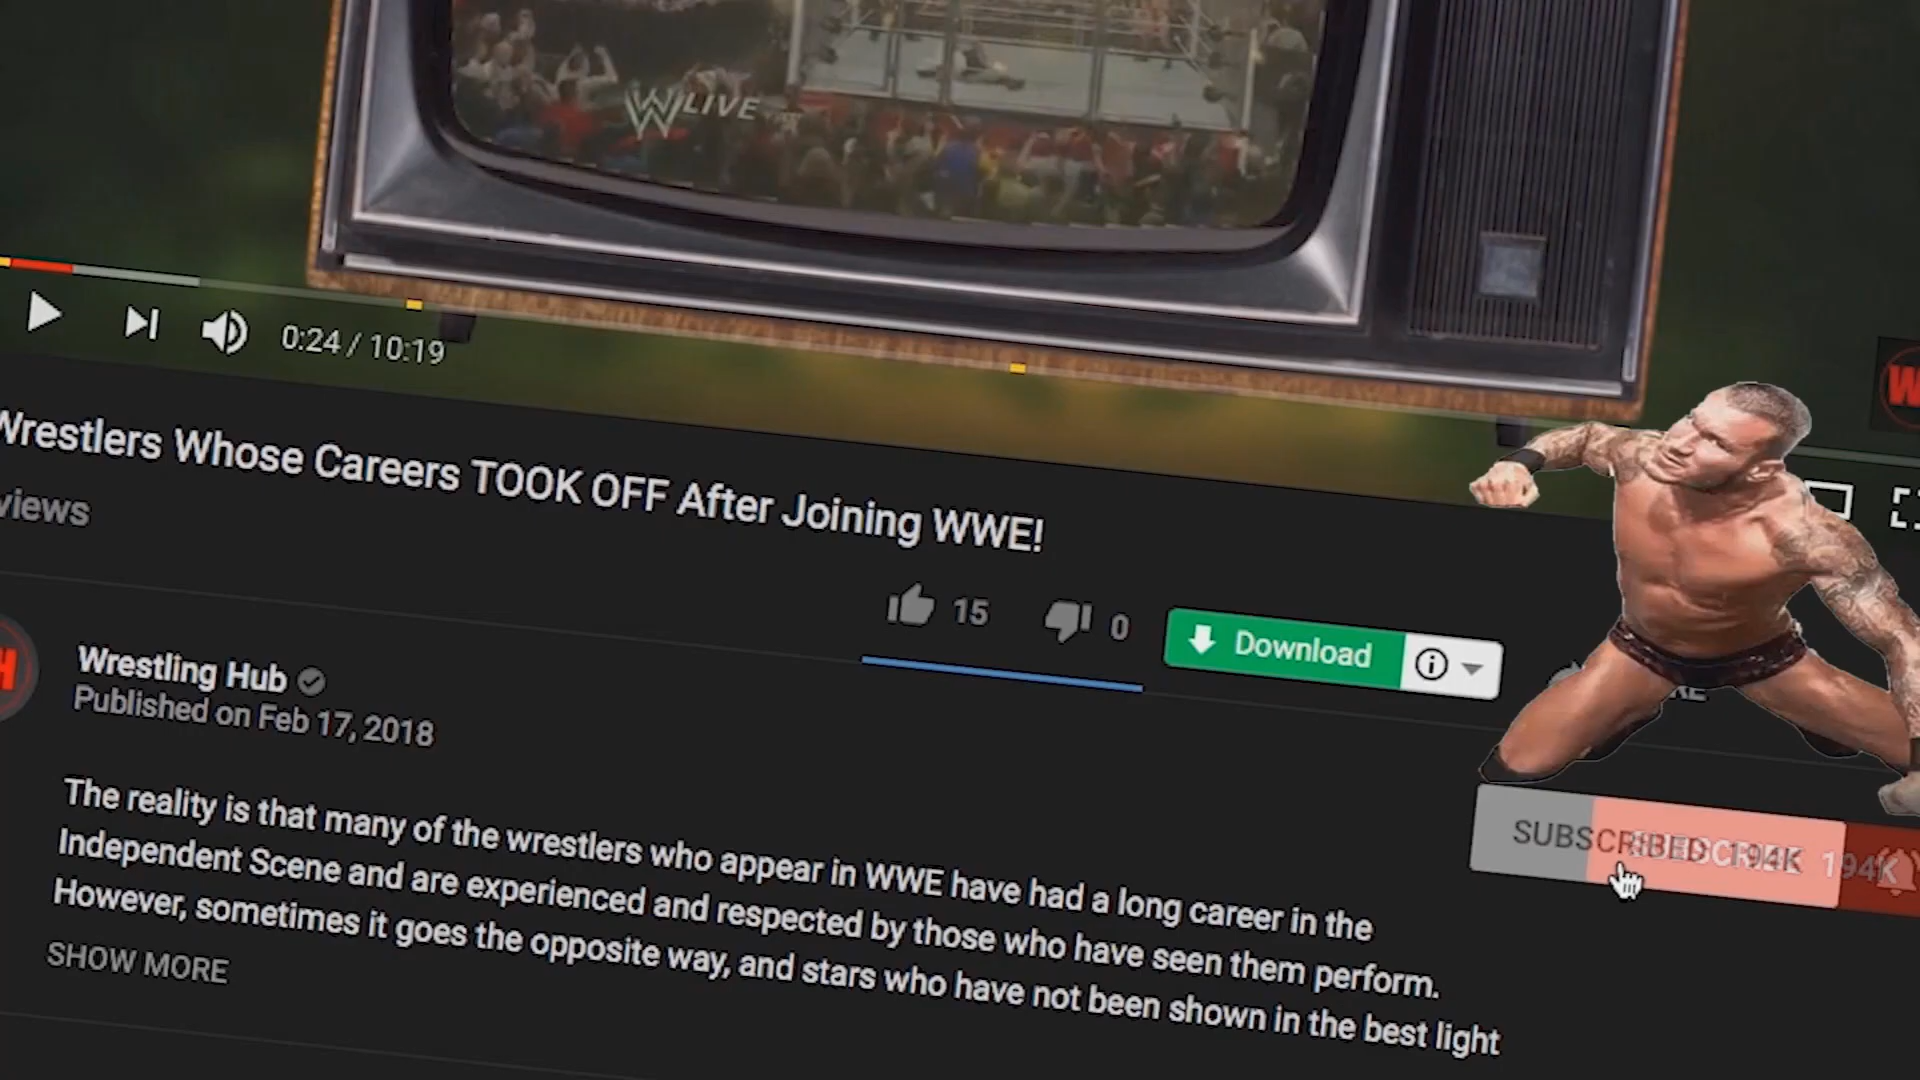 W LIVE
0:24 / 10:19
W
Wrestlers Whose Careers TOOK OFF After Joining WWE!
views
15
0
Download
H
Wrestling Hub
Published on Feb 17, 2018
SUBSCRIBED 194K
SUBSCRIBE 194K
The reality is that many of the wrestlers who appear in WWE have had a long career in the
Independent Scene and are experienced and respected by those who have seen them perform.
However, sometimes it goes the opposite way, and stars who have not been shown in the best light
SHOW MORE